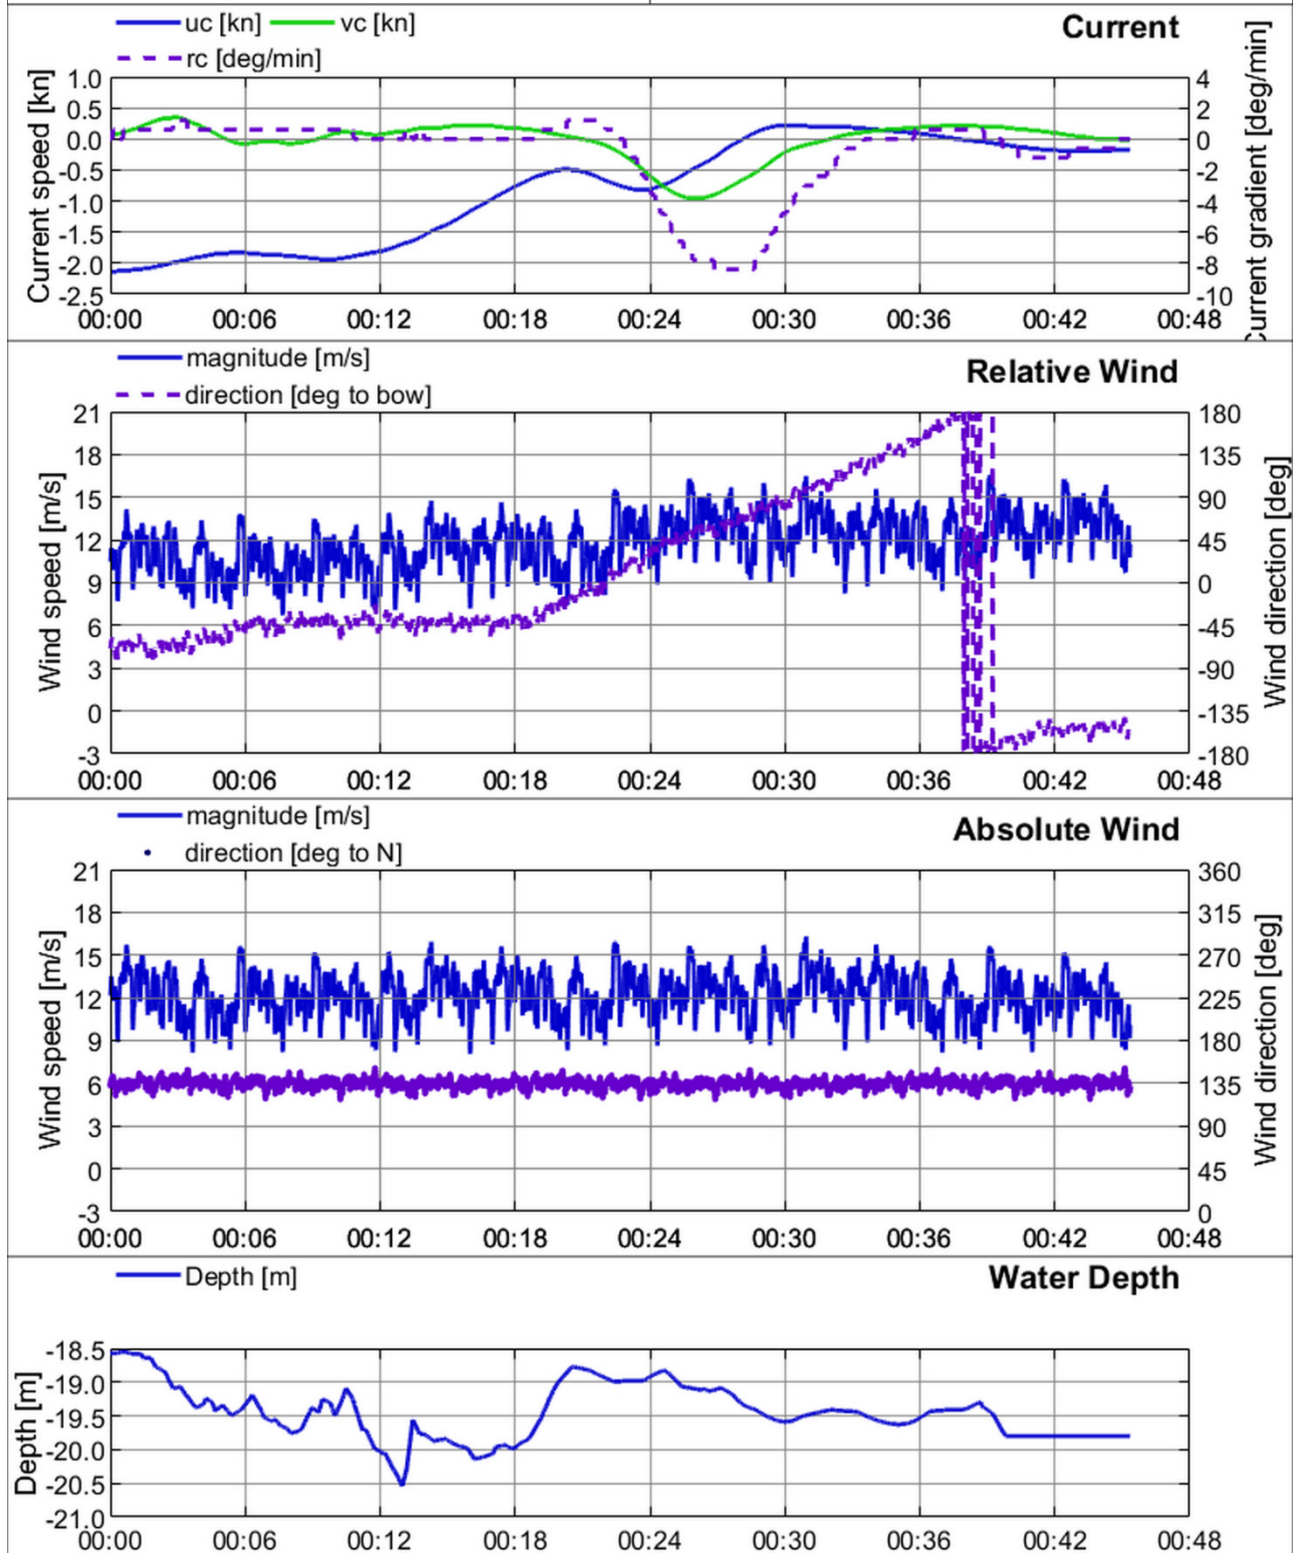 uc [kn] vc [kn] Current
rc [deg/min]
Current speed [kn]
1.0 0.5 0.0 -0.5 -1.0 -1.5 -2.0 -2.5
4 2 0 -2 -4 -6 -8 -10
Current gradient [deg/min]
00:00 00:06 00:12 00:18 00:24 00:30 00:36 00:42 00:48
magnitude [m/s] Relative Wind
direction [deg to bow]
Wind speed [m/s]
21 18 15 12 9 6 3 0 -3
180 135 90 45 0 -45 -90 -135 -180
Wind direction [deg]
00:00 00:06 00:12 00:18 00:24 00:30 00:36 00:42 00:48
magnitude [m/s] Absolute Wind
direction [deg to N]
Wind speed [m/s]
21 18 15 12 9 6 3 0 -3
360 315 270 225 180 135 90 45 0
Wind direction [deg]
00:00 00:06 00:12 00:18 00:24 00:30 00:36 00:42 00:48
Depth [m] Water Depth
Depth [m]
-18.5 -19.0 -19.5 -20.0 -20.5 -21.0
00:00 00:06 00:12 00:18 00:24 00:30 00:36 00:42 00:48